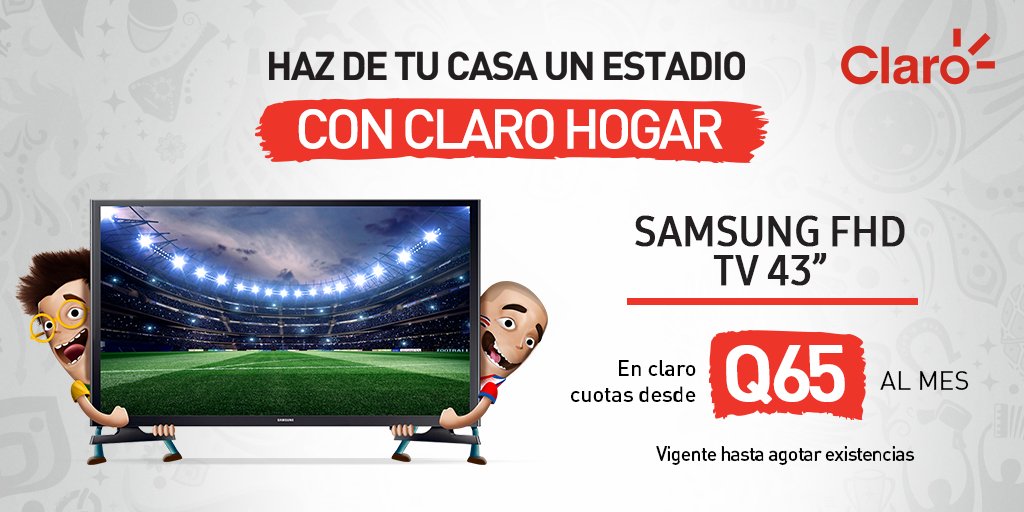 HAZ DE TU CASA UN ESTADIO
Claro
CON CLARO HOGAR
SAMSUNG FHD
TV 43”
En claro
cuotas desde
Q65
AL MES
Vigente hasta agotar existencias
SAMSUNG
FOOTBALL